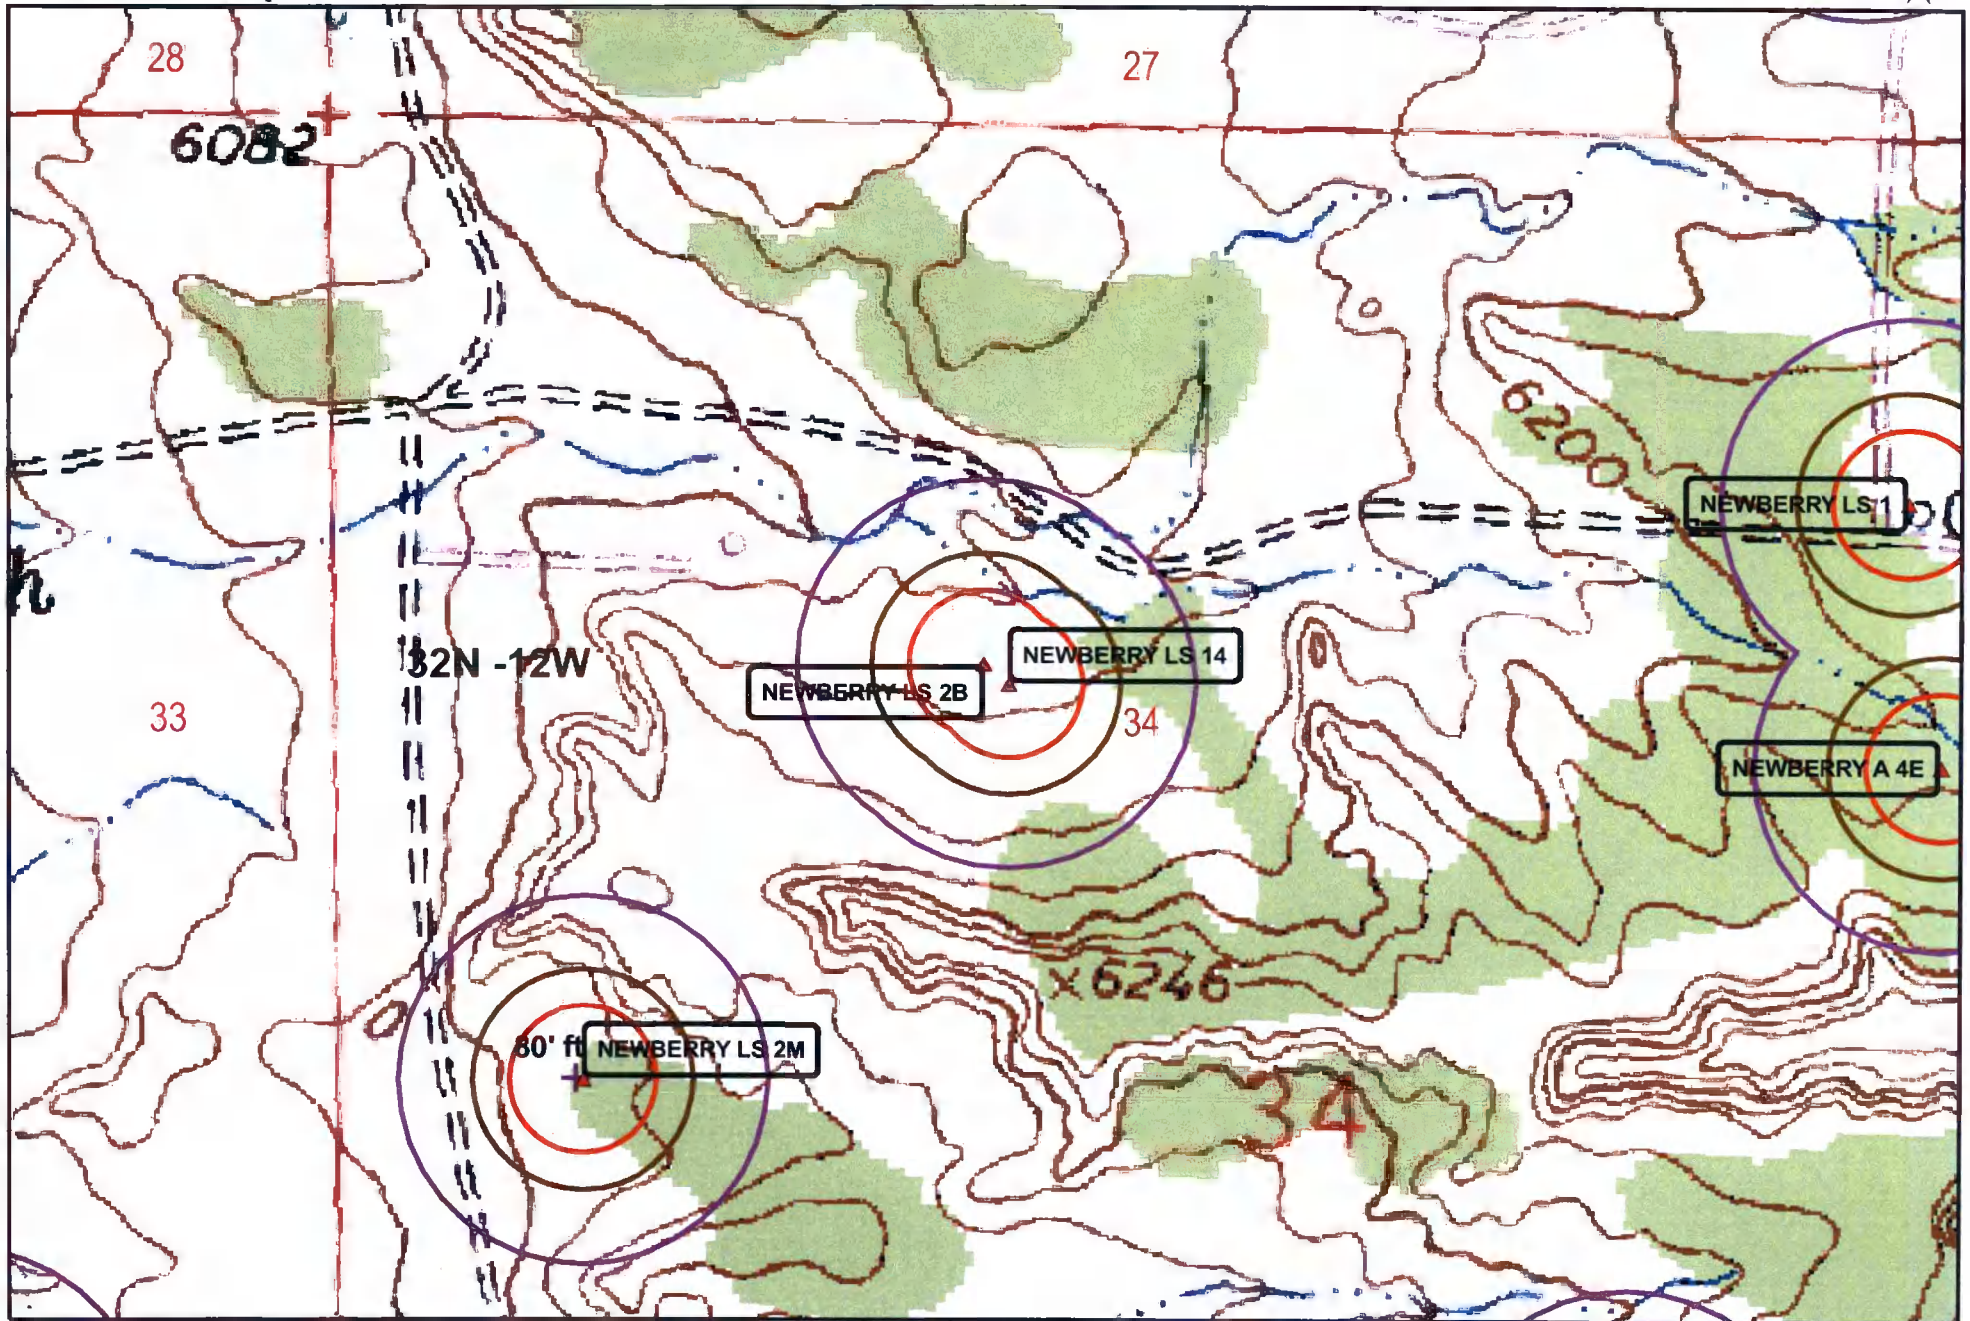 28
27
6082
6200
NEWBERRY LS 1
32N -12W
NEWBERRY LS 14
NEWBERRY LS 2B
33
34
NEWBERRY A 4E
x6246
80' ft
NEWBERRY LS 2M
34